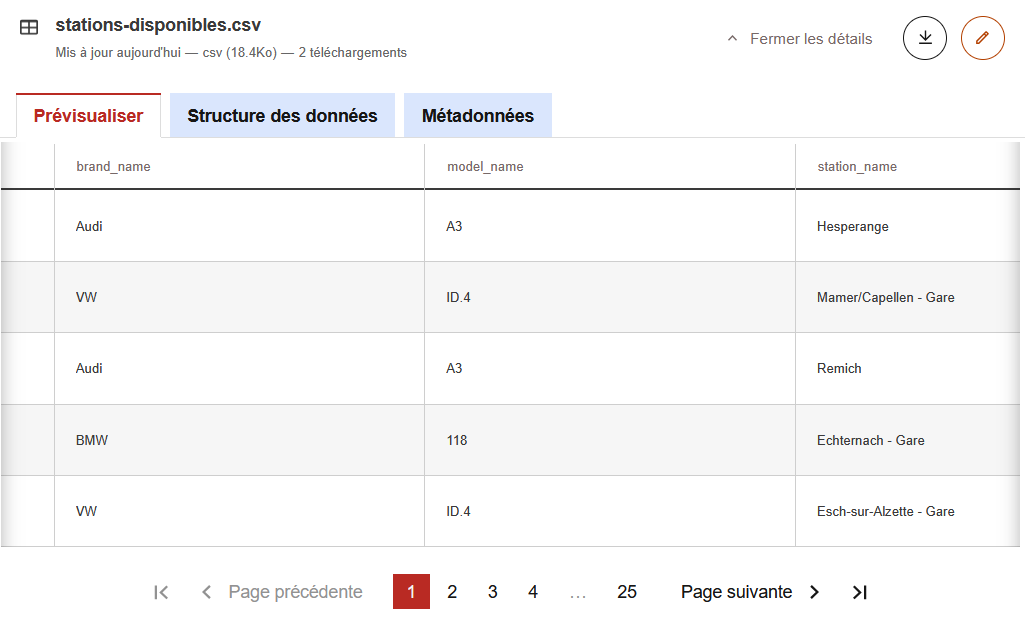 stations-disponibles.csv
Mis à jour aujourd'hui — csv (18.4Ko) — 2 téléchargements
Fermer les détails
Prévisualiser Structure des données Métadonnées
brand_name model_name station_name
Audi A3 Hesperange
VW ID.4 Mamer/Capellen - Gare
Audi A3 Remich
BMW 118 Echternach - Gare
VW ID.4 Esch-sur-Alzette - Gare
Page précédente 1 2 3 4 ... 25 Page suivante